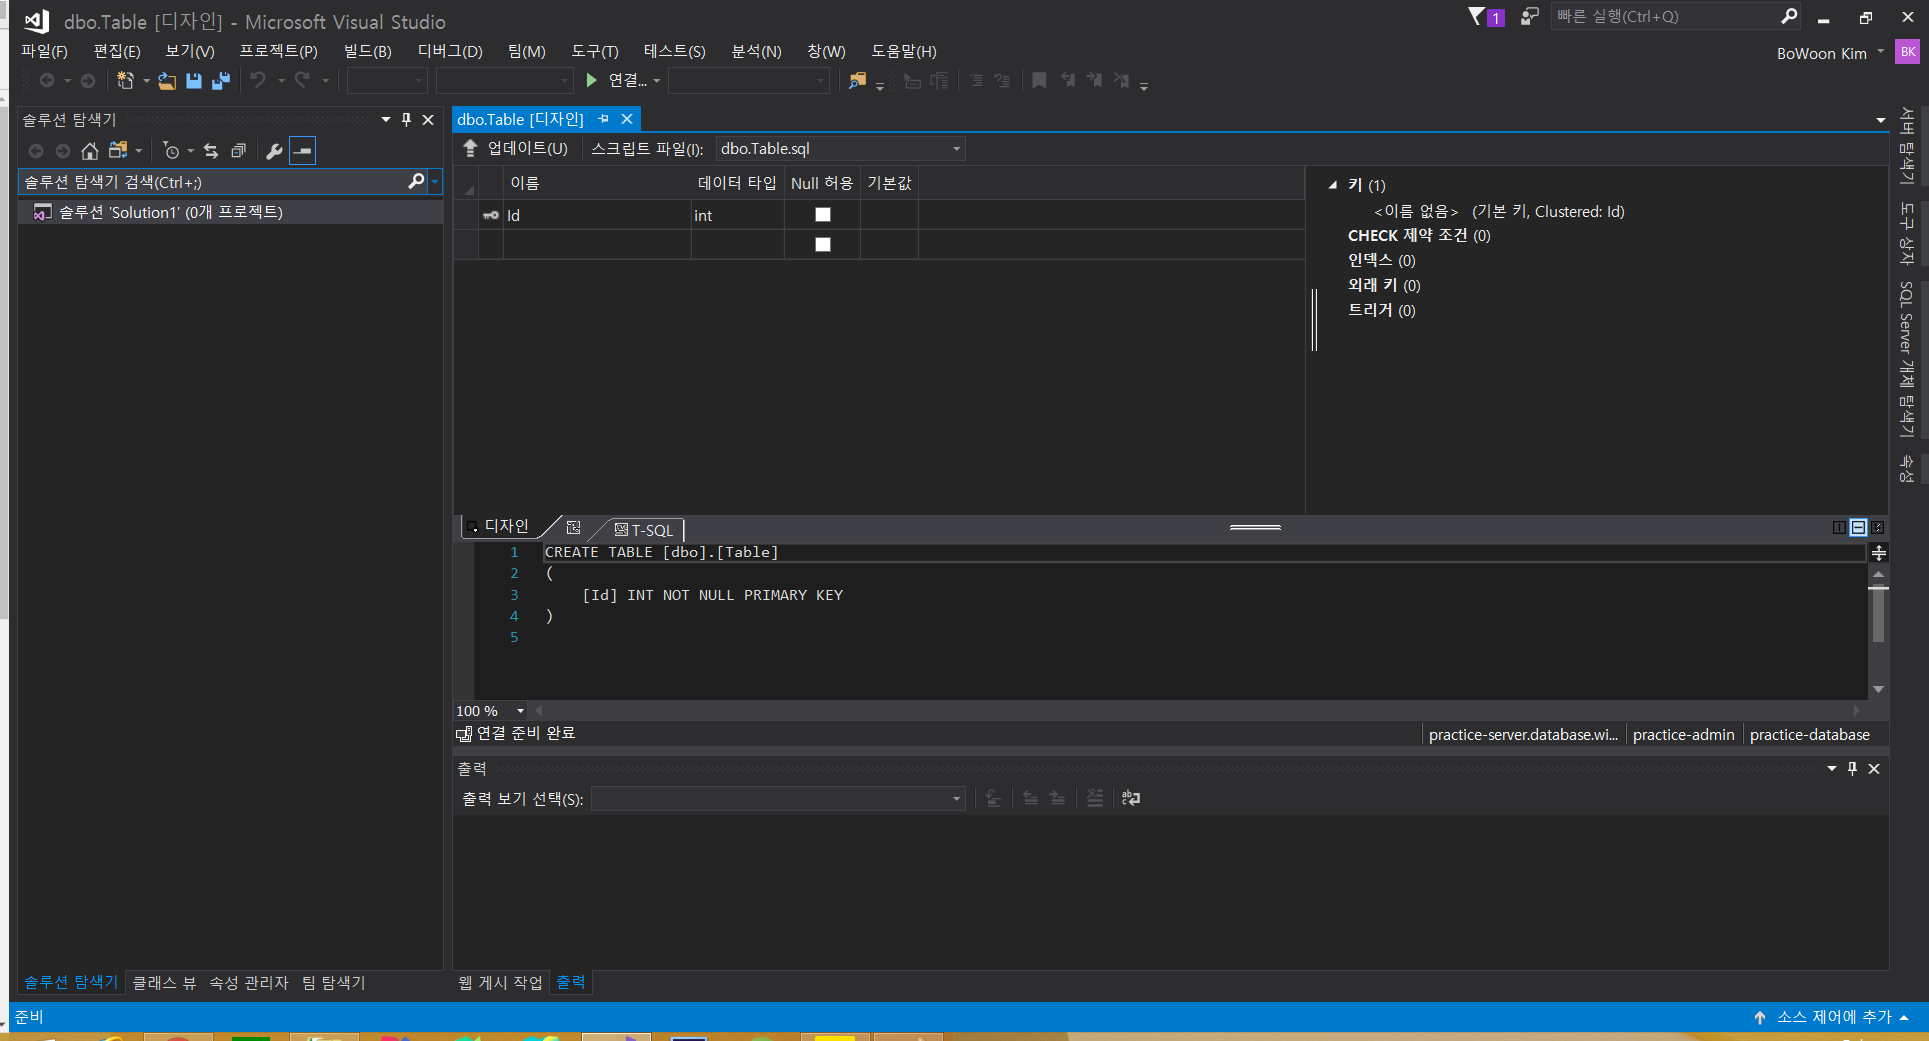 dbo.Table [디자인] - Microsoft Visual Studio
1
빠른 실행(Ctrl+Q)
파일(F) 편집(E) 보기(V) 프로젝트(P) 빌드(B) 디버그(D) 팀(M) 도구(T) 테스트(S) 분석(N) 창(W) 도움말(H)
BoWoon Kim
BK
연결...
솔루션 탐색기
솔루션 탐색기 검색(Ctrl+;)
솔루션 'Solution1' (0개 프로젝트)
dbo.Table [디자인]
업데이트(U) 스크립트 파일(I): dbo.Table.sql
이름 데이터 타입 Null 허용 기본값
Id int
키 (1)
<이름 없음> (기본 키, Clustered: Id)
CHECK 제약 조건 (0)
인덱스 (0)
외래 키 (0)
트리거 (0)
서버 탐색기
도구 상자
SQL Server 개체 탐색기
속성
디자인 T-SQL
1 CREATE TABLE [dbo].[Table]
2 (
3 [Id] INT NOT NULL PRIMARY KEY
4 )
5
100 %
연결 준비 완료
practice-server.database.wi... practice-admin practice-database
출력
출력 보기 선택(S):
솔루션 탐색기 클래스 뷰 속성 관리자 팀 탐색기
웹 게시 작업 출력
준비
소스 제어에 추가